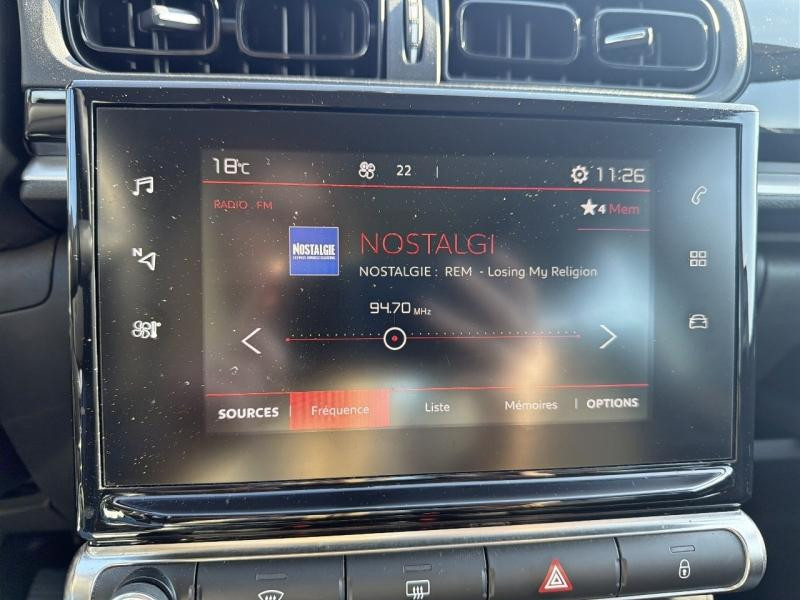 18°C 22 11:26
RADIO . FM 4 Mem
N
NOSTALGIE
NOSTALGI
NOSTALGIE : REM - Losing My Religion
94.70 MHz
SOURCES Fréquence Liste Mémoires OPTIONS